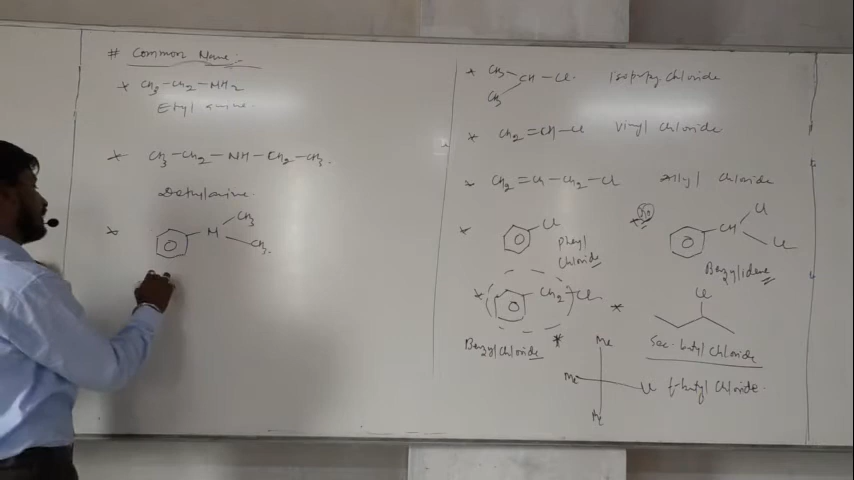 # Common Name:
* CH3-CH2-NH2
Ethyl amine.
* CH3-CH2-NH-CH2-CH3.
Diethylamine.
* N CH3
CH3.
* CH3 CH-Cl. Isopropyl chloride
CH3
* CH2=CH-Cl Vinyl chloride
* CH2=CH-CH2-Cl Allyl chloride
* Cl
phenyl
chloride
* CH2-Cl
Benzylchloride
* CH Cl
Cl
Benzylidene
* Cl
Sec-butyl chloride
* Me
Me Cl t-butyl chloride.
Me